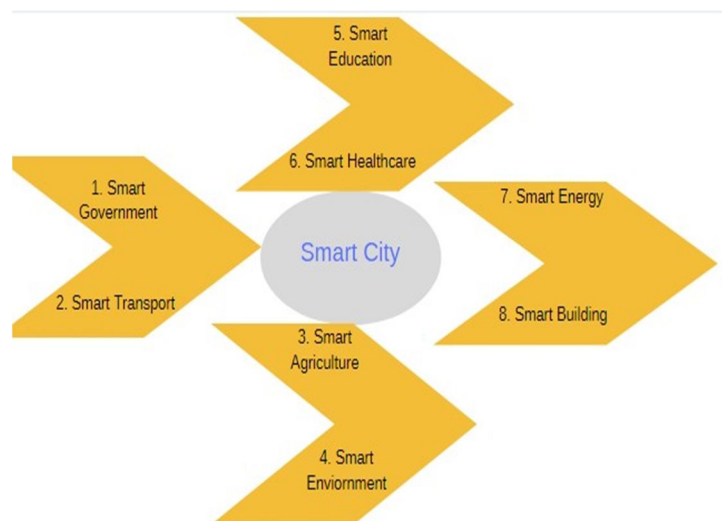 5. Smart
Education
6. Smart Healthcare
1. Smart
Government
2. Smart Transport
Smart City
7. Smart Energy
8. Smart Building
3. Smart
Agriculture
4. Smart
Enviornment